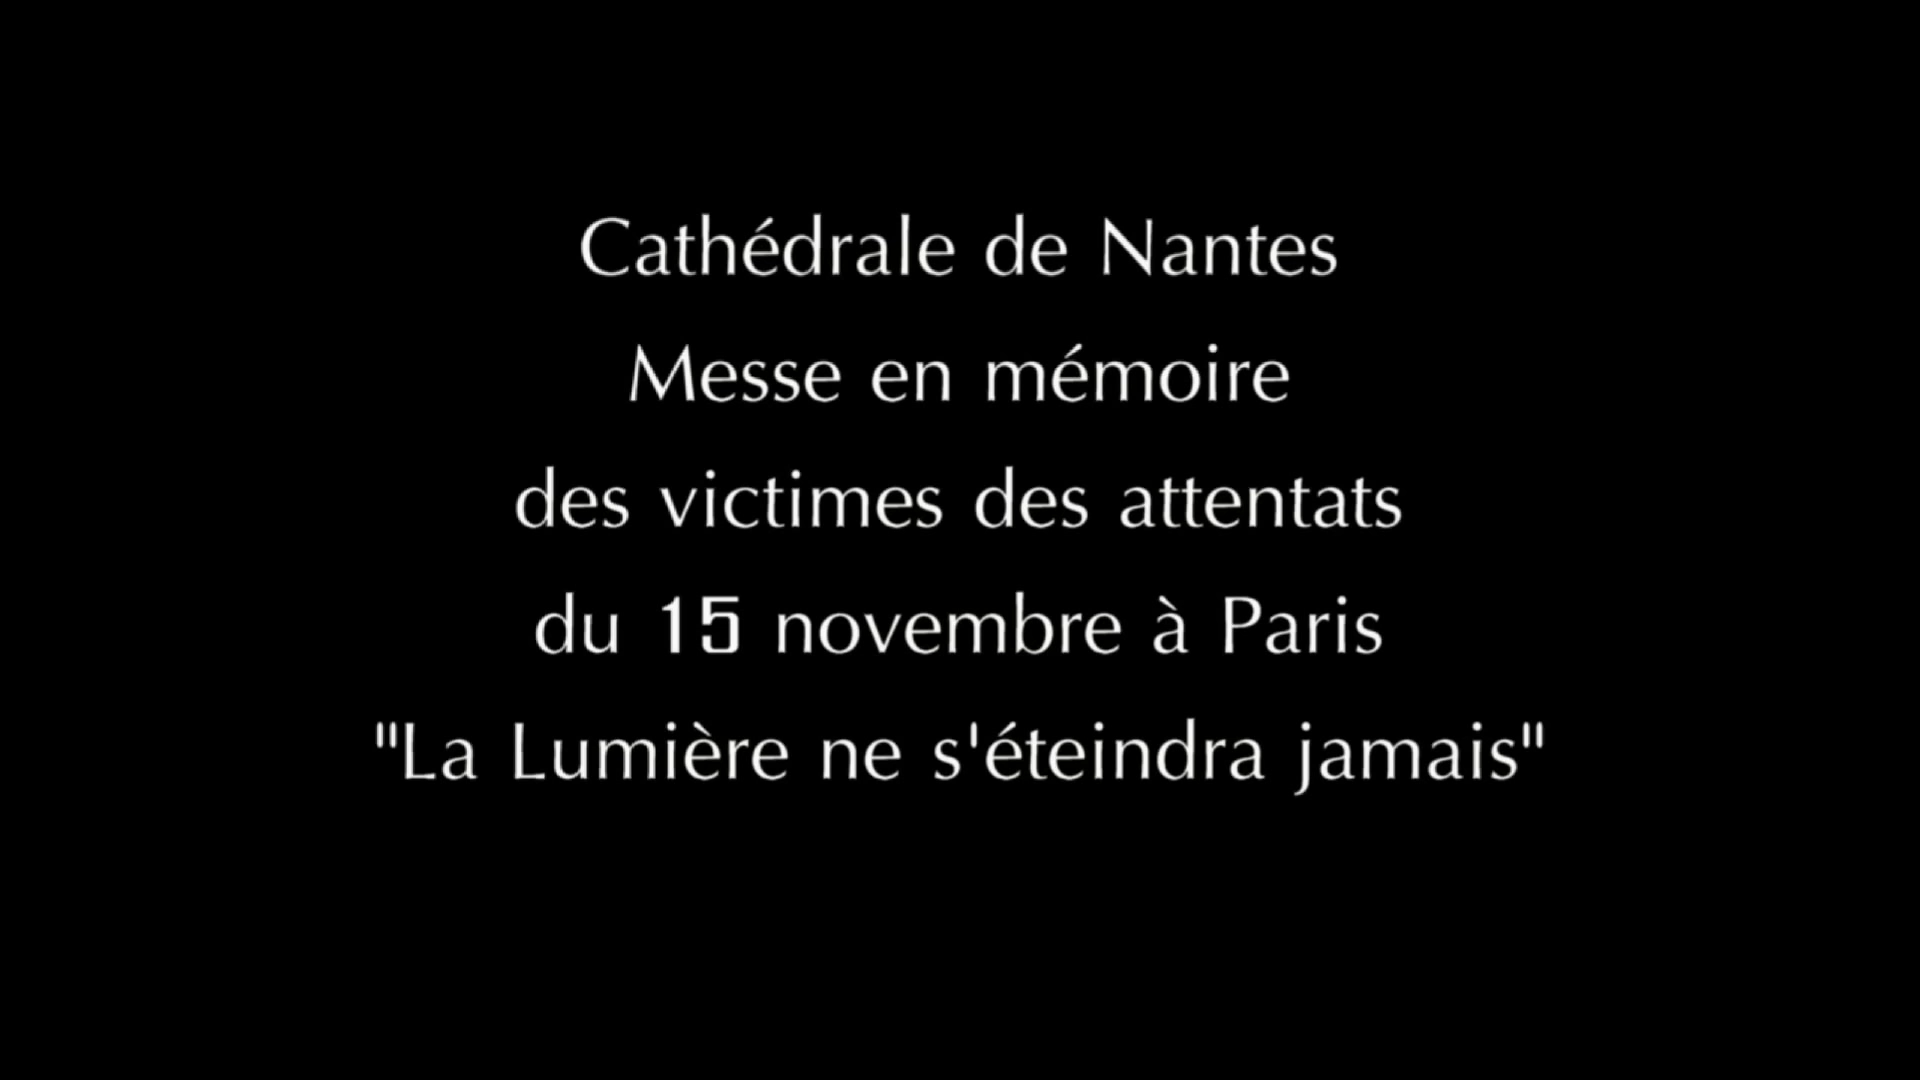 Cathédrale de Nantes
Messe en mémoire
des victimes des attentats
du 15 novembre à Paris
"La Lumière ne s'éteindra jamais"